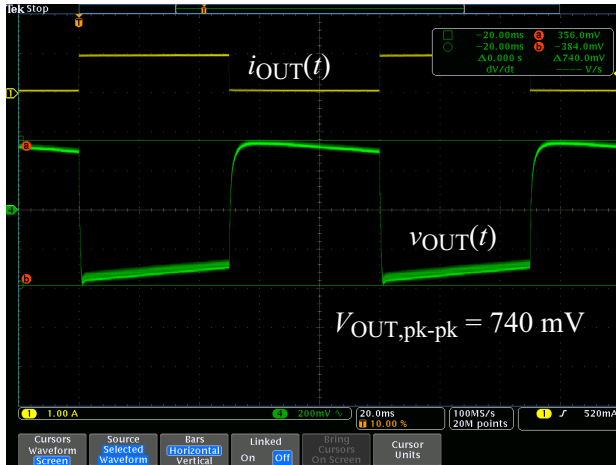 Tek Stop
T
a
b
-20.00ms a 356.0mV
-20.00ms b -384.0mV
Δ0.000 s Δ740.0mV
dV/dt ---- V/s
iOUT(t)
1
a
4
vOUT(t)
b
VOUT,pk-pk = 740 mV
1 1.00 A 4 200mV ∿ 20.0ms 100MS/s 1 520mA
T 10.00 % 20M points
Cursors Waveform Screen
Source Selected Waveform
Bars Horizontal Vertical
Linked On Off
Bring Cursors On Screen
Cursor Units